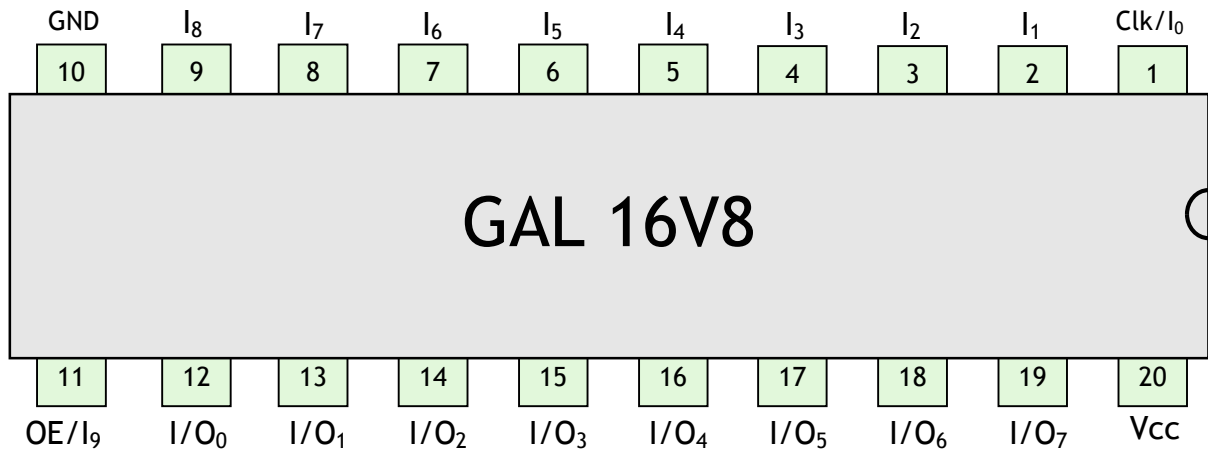 GND I₈ I₇ I₆ I₅ I₄ I₃ I₂ I₁ Clk/I₀
10 9 8 7 6 5 4 3 2 1
GAL 16V8
11 12 13 14 15 16 17 18 19 20
OE/I₉ I/O₀ I/O₁ I/O₂ I/O₃ I/O₄ I/O₅ I/O₆ I/O₇ Vcc